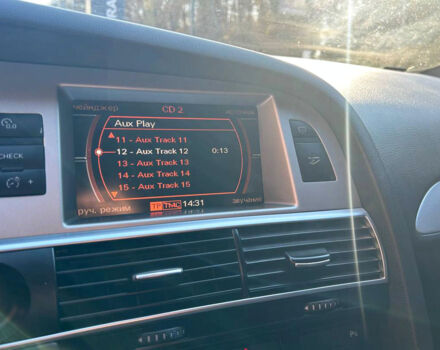 чейнджер CD 2 источник
Aux Play
11 - Aux Track 11
12 - Aux Track 12 0:13
13 - Aux Track 13
14 - Aux Track 14
15 - Aux Track 15
руч. режим TP TMC 14:31 звучание
CHECK